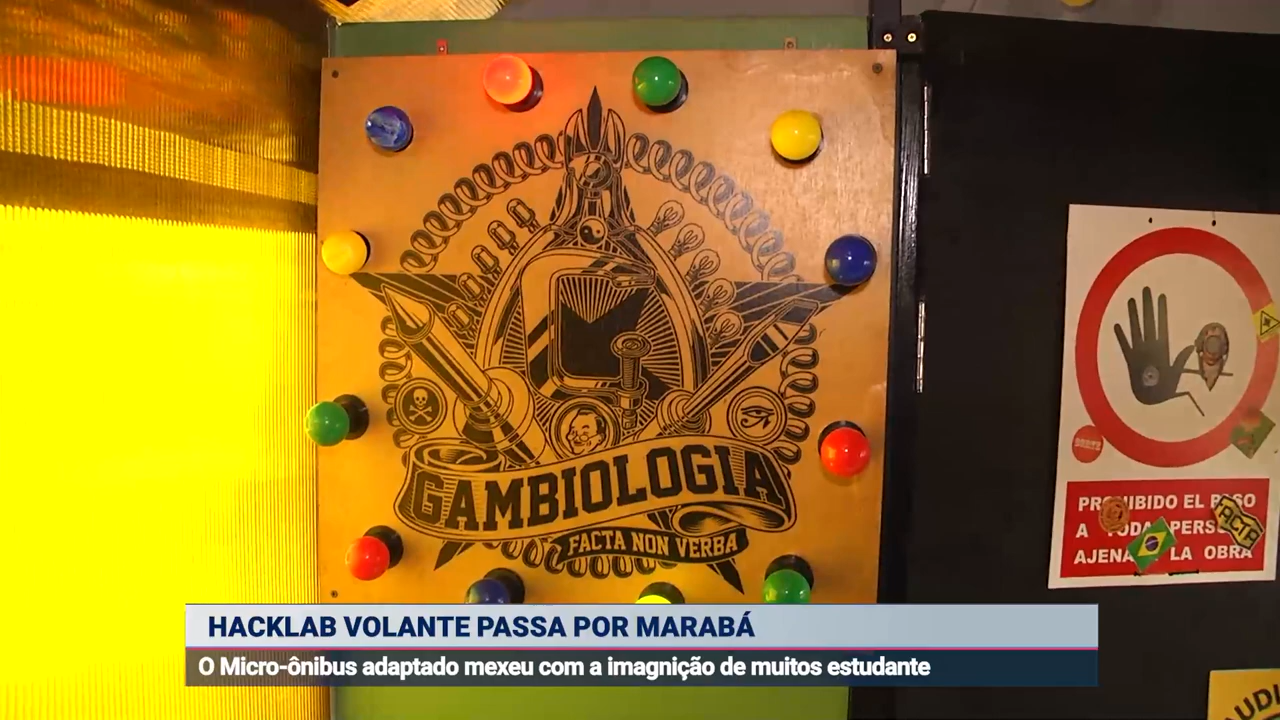 GAMBIOLOGIA
FACTA NON VERBA
PROHIBIDO EL PASO
A TODA PERSONA
AJENA A LA OBRA
HACKLAB VOLANTE PASSA POR MARABÁ
O Micro-ônibus adaptado mexeu com a imagnição de muitos estudante